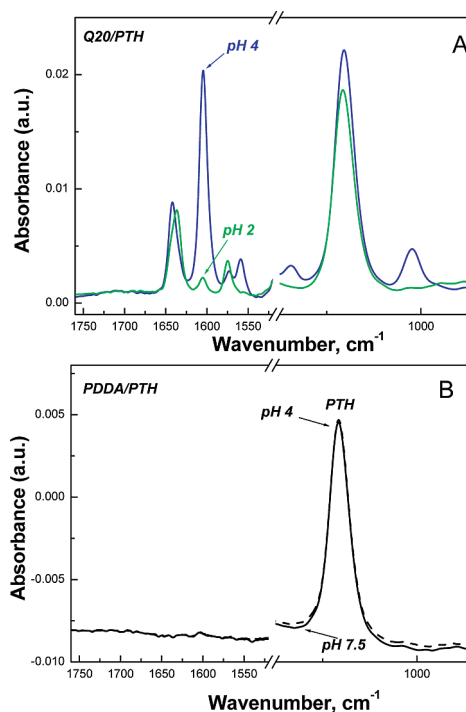 Q20/PTH
A
pH 4
pH 2
0.02
0.01
0.00
Absorbance (a.u.)
1750 1700 1650 1600 1550 1000
Wavenumber, cm-1
PDDA/PTH
B
pH 4
PTH
pH 7.5
0.005
0.000
-0.005
-0.010
Absorbance (a.u.)
1750 1700 1650 1600 1550 1000
Wavenumber, cm-1